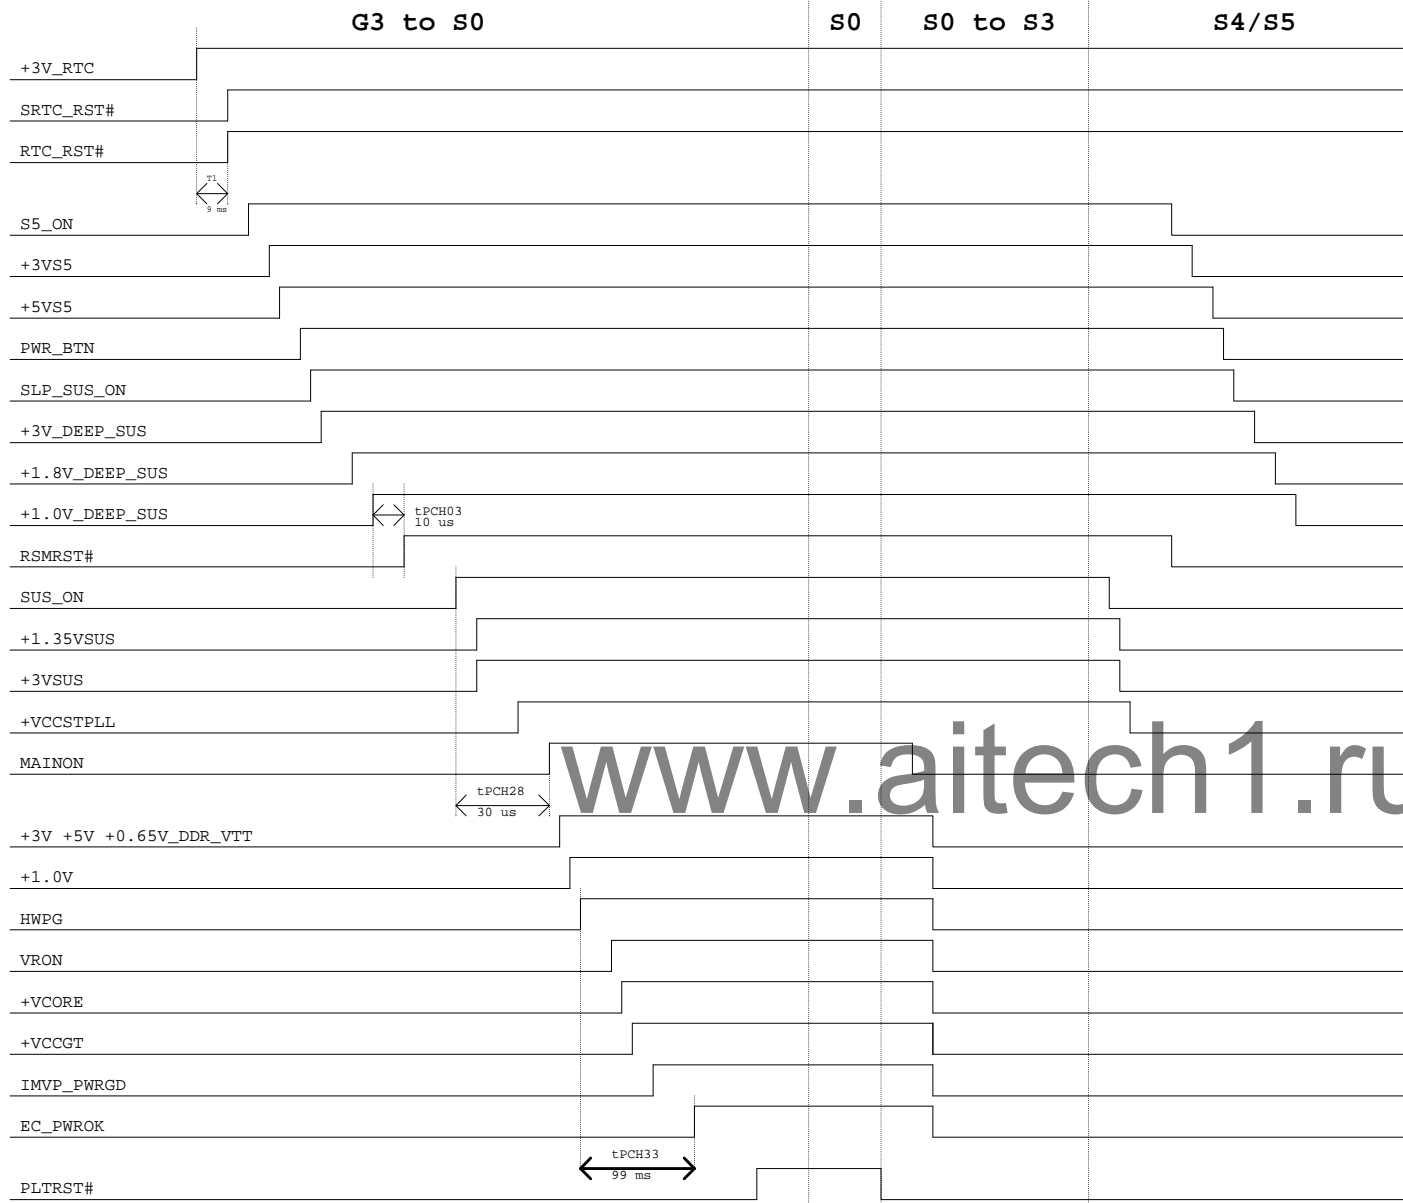 G3 to S0 S0 S0 to S3 S4/S5
+3V_RTC
SRTC_RST#
RTC_RST#
T1
9 ms
S5_ON
+3VS5
+5VS5
PWR_BTN
SLP_SUS_ON
+3V_DEEP_SUS
+1.8V_DEEP_SUS
+1.0V_DEEP_SUS
tPCH03
10 us
RSMRST#
SUS_ON
+1.35VSUS
+3VSUS
+VCCSTPLL
MAINON
www.aitech1.ru
tPCH28
30 us
+3V +5V +0.65V_DDR_VTT
+1.0V
HWPG
VRON
+VCORE
+VCCGT
IMVP_PWRGD
EC_PWROK
tPCH33
99 ms
PLTRST#